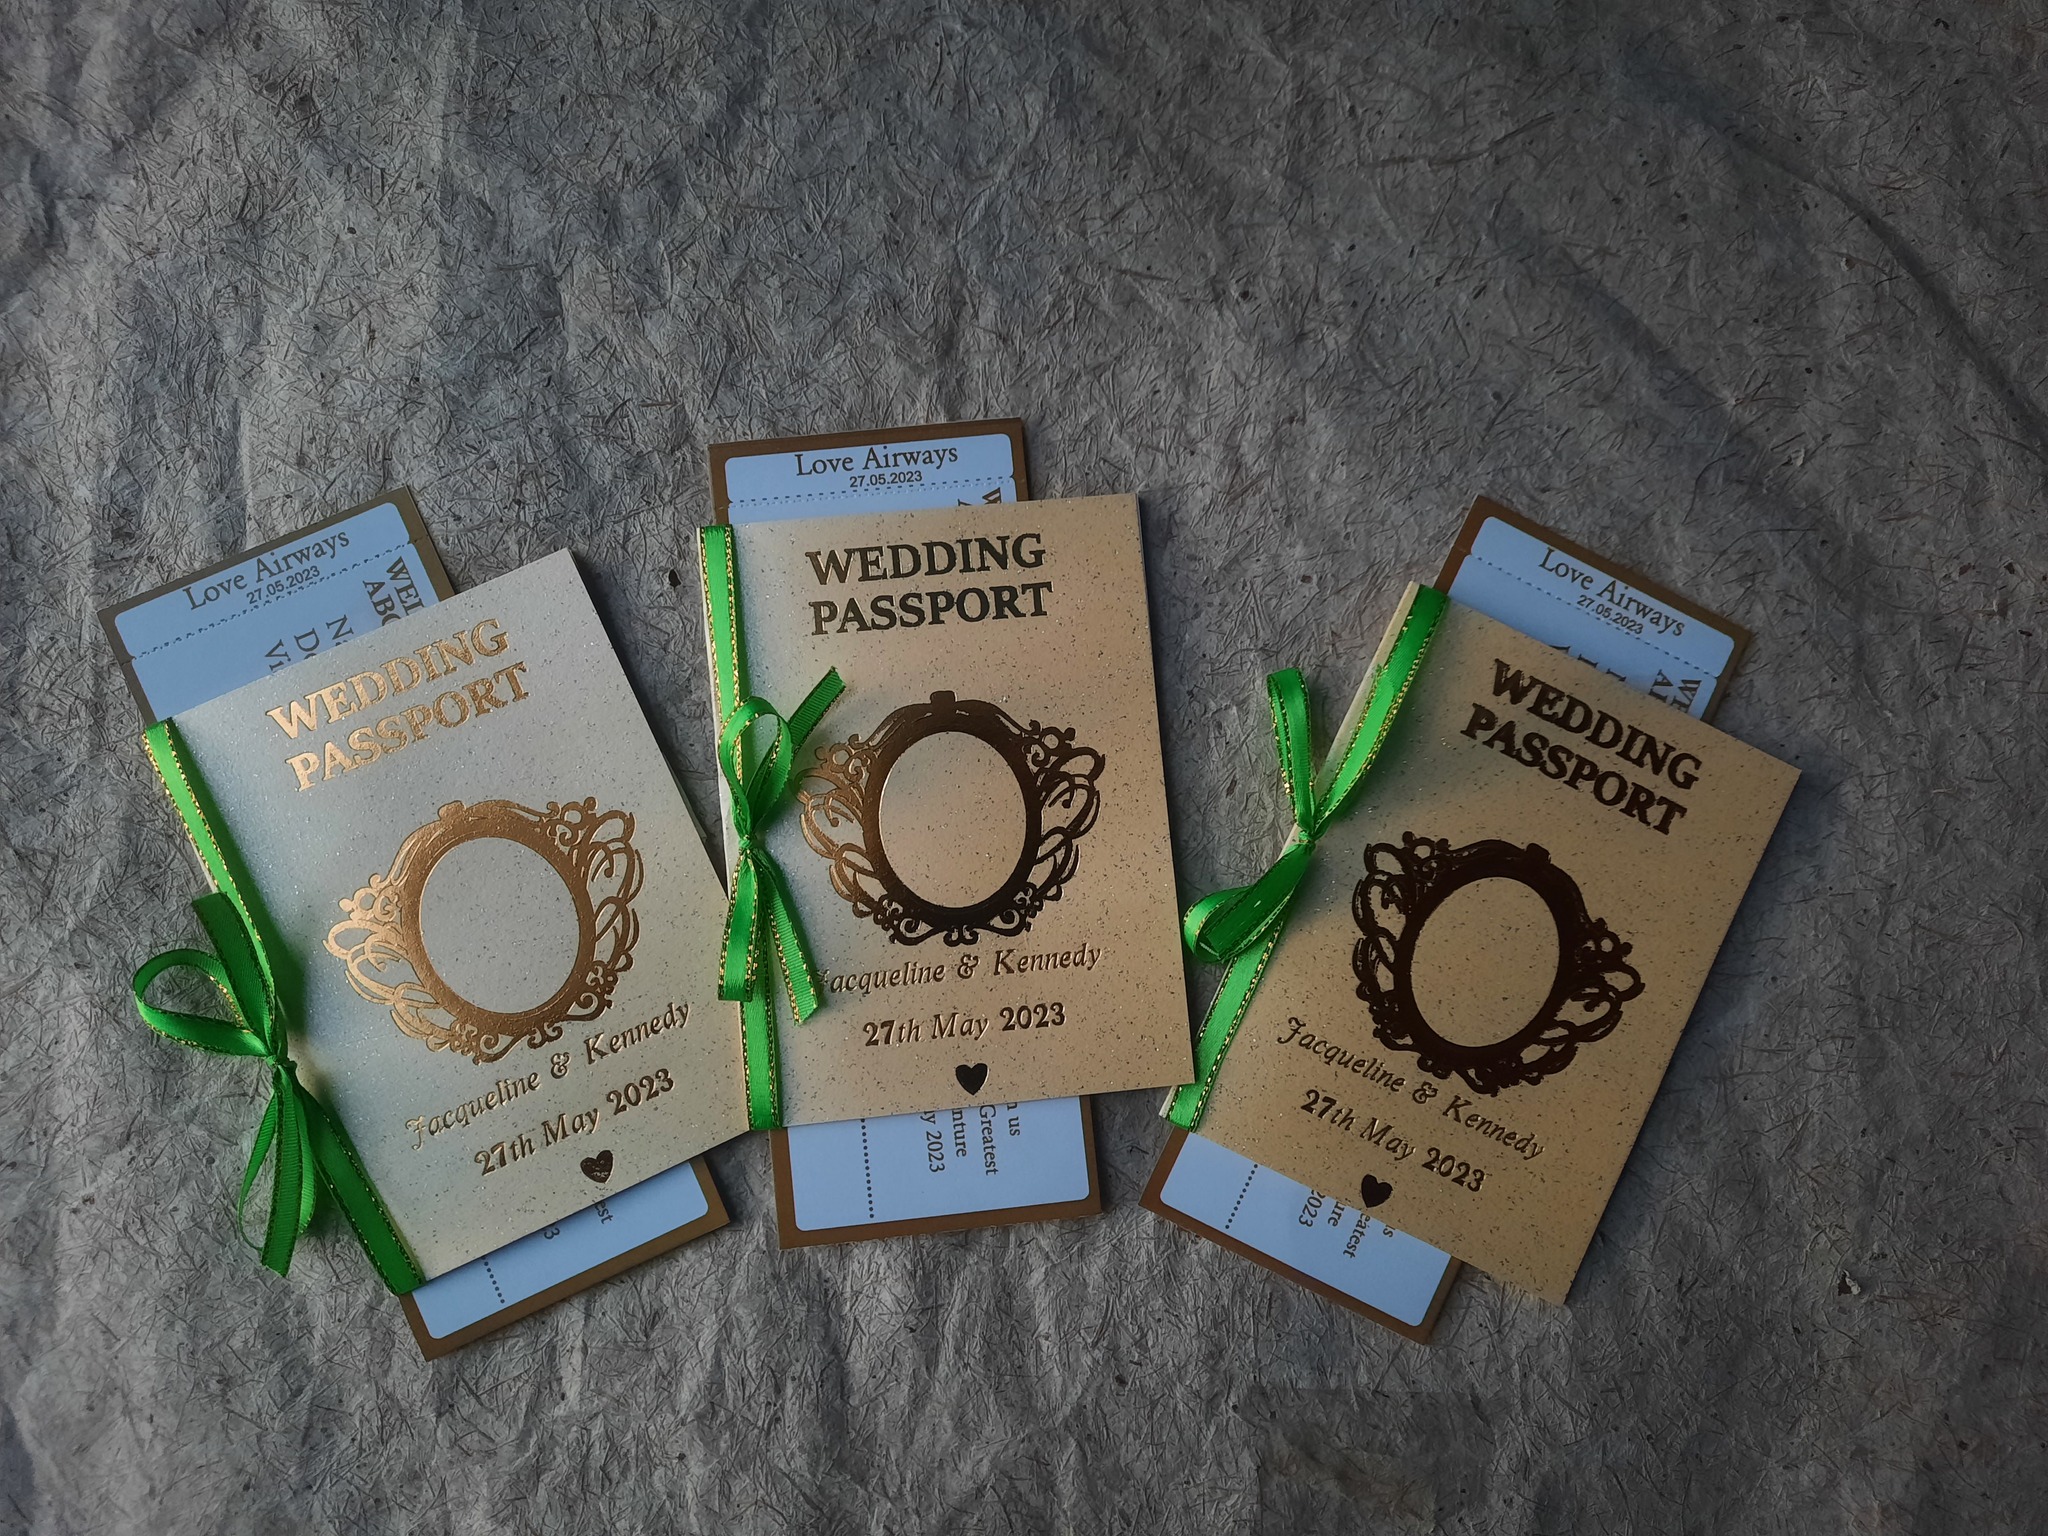 Love Airways
27.05.2023
WEDDING
PASSPORT
Jacqueline & Kennedy
27th May 2023
Love Airways
27.05.2023
WEDDING
PASSPORT
Jacqueline & Kennedy
27th May 2023
us
Greatest
2023
Love Airways
27.05.2023
WEDDING
PASSPORT
Jacqueline & Kennedy
27th May 2023
2023